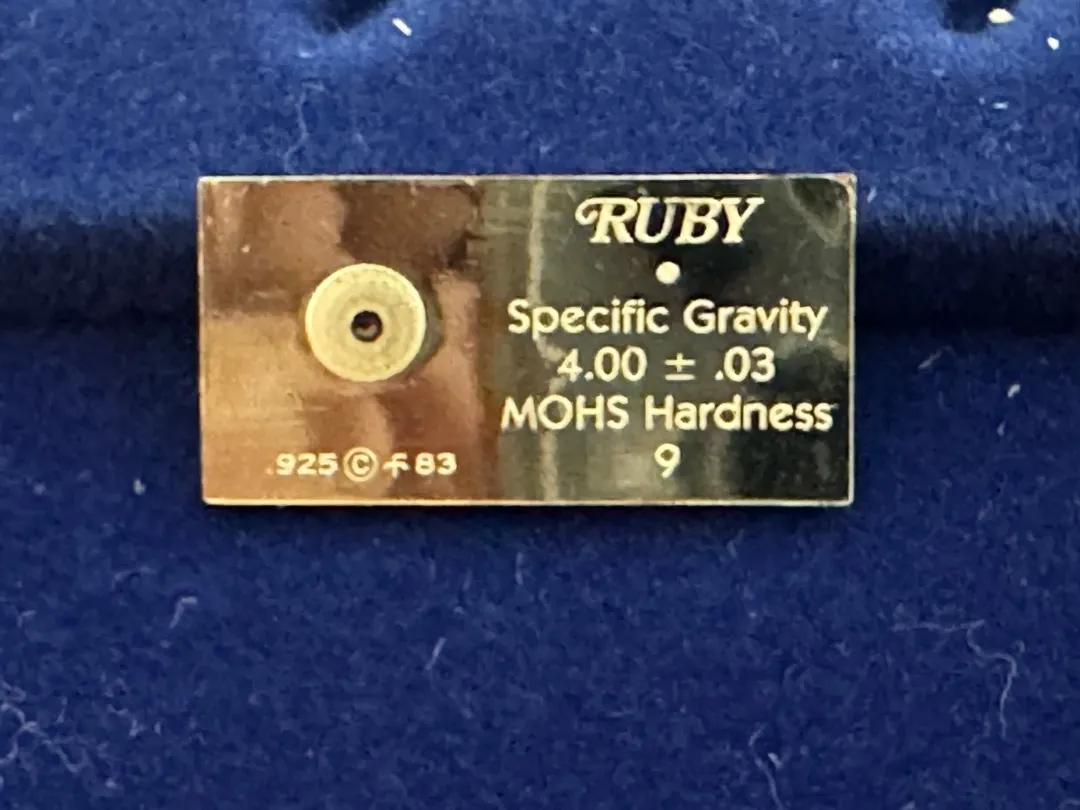 RUBY
Specific Gravity
4.00 ± .03
MOHS Hardness
9
.925 © f 83